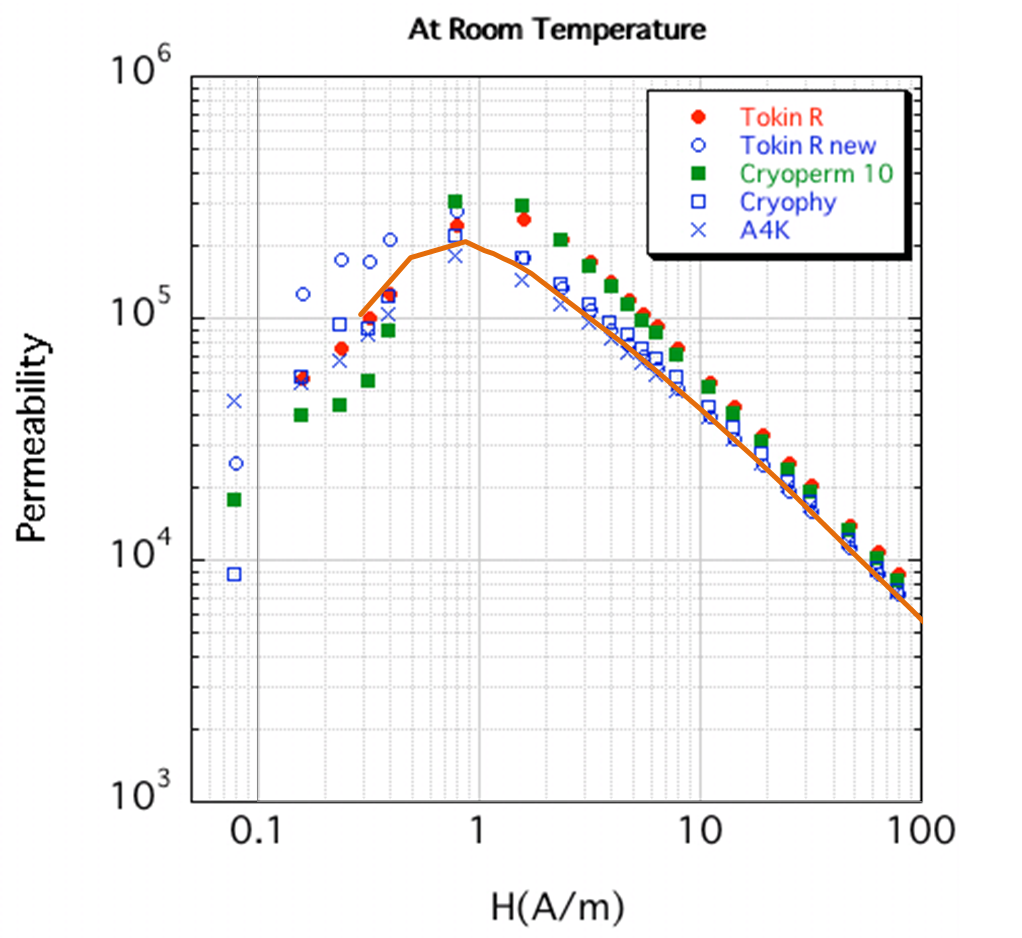 At Room Temperature
10^6
10^5
10^4
10^3
Permeability
Tokin R
Tokin R new
Cryoperm 10
Cryophy
A4K
0.1 1 10 100
H(A/m)